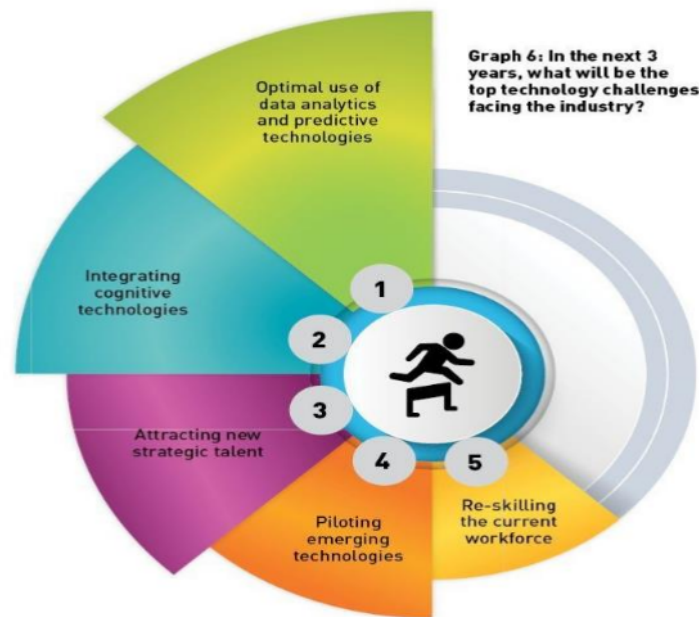 Graph 6: In the next 3
years, what will be the
top technology challenges
facing the industry?
Optimal use of
data analytics
and predictive
technologies
Integrating
cognitive
technologies
Attracting new
strategic talent
Piloting
emerging
technologies
Re-skilling
the current
workforce
1
2
3
4
5